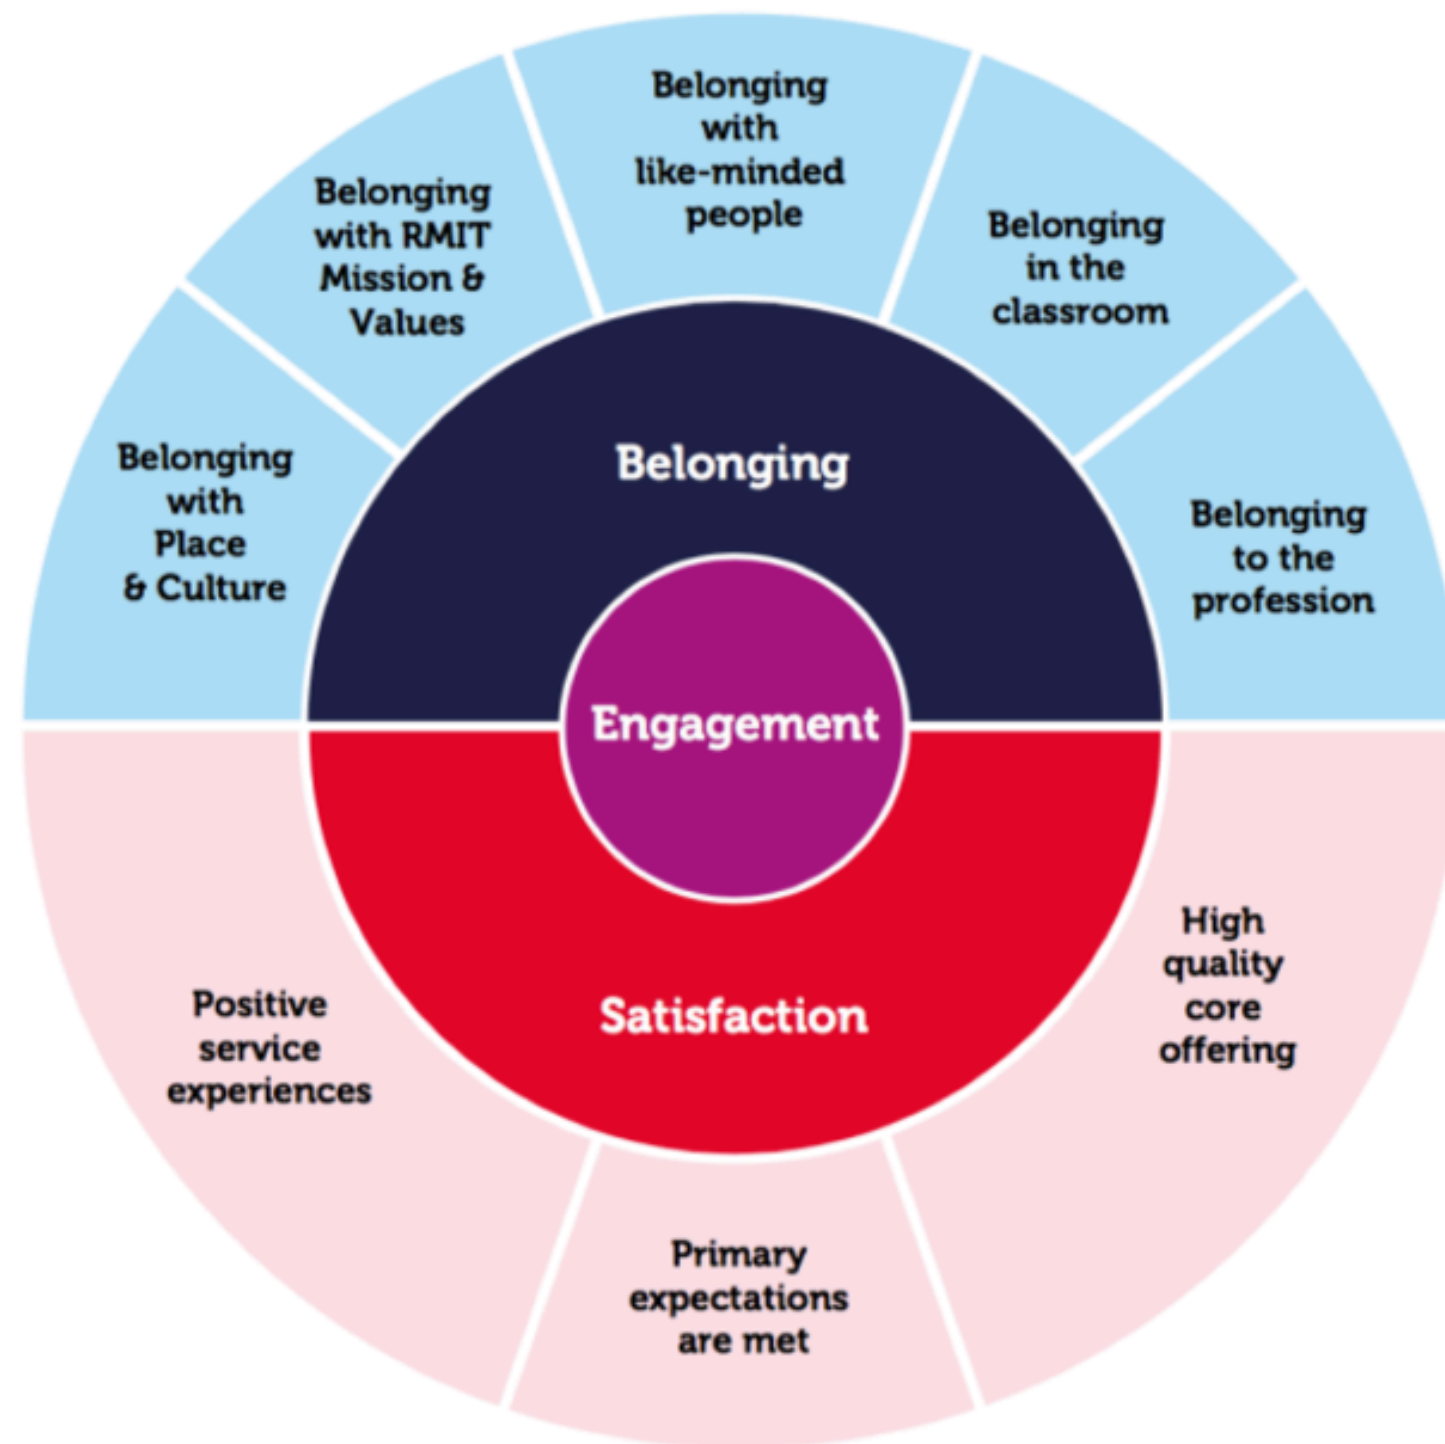 Belonging
with
like-minded
people
Belonging
with RMIT
Mission &
Values
Belonging
in the
classroom
Belonging
with
Place
& Culture
Belonging
to the
profession
Belonging
Engagement
Satisfaction
Positive
service
experiences
High
quality
core
offering
Primary
expectations
are met